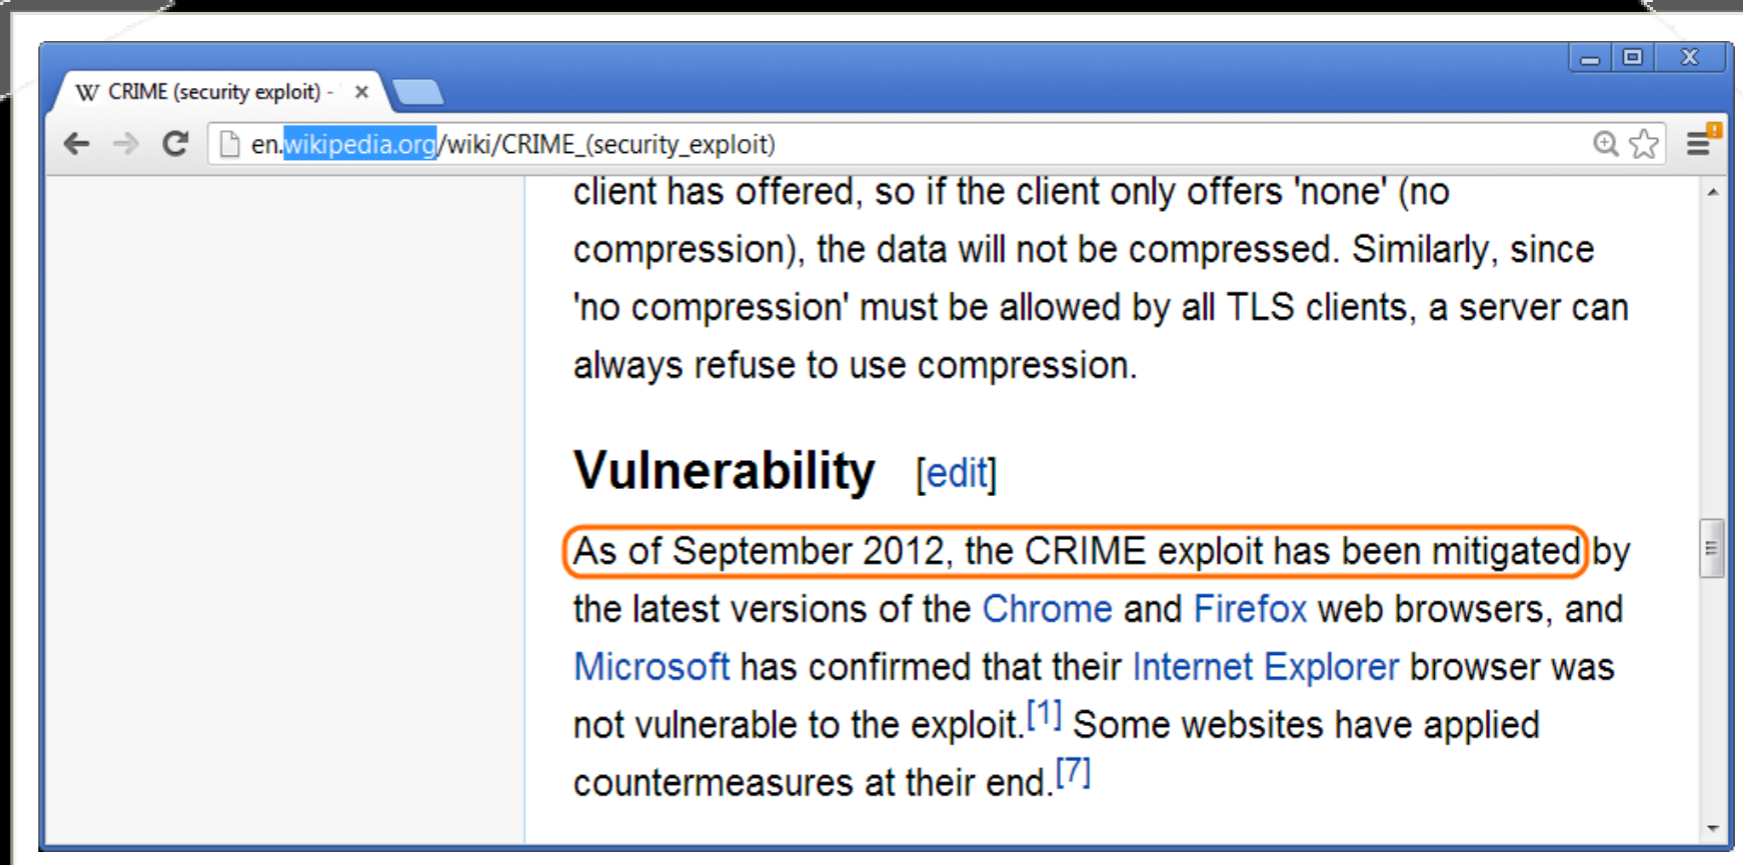 W CRIME (security exploit) -
en.wikipedia.org/wiki/CRIME_(security_exploit)
client has offered, so if the client only offers 'none' (no
compression), the data will not be compressed. Similarly, since
'no compression' must be allowed by all TLS clients, a server can
always refuse to use compression.
Vulnerability [edit]
As of September 2012, the CRIME exploit has been mitigated by
the latest versions of the Chrome and Firefox web browsers, and
Microsoft has confirmed that their Internet Explorer browser was
not vulnerable to the exploit.[1] Some websites have applied
countermeasures at their end.[7]